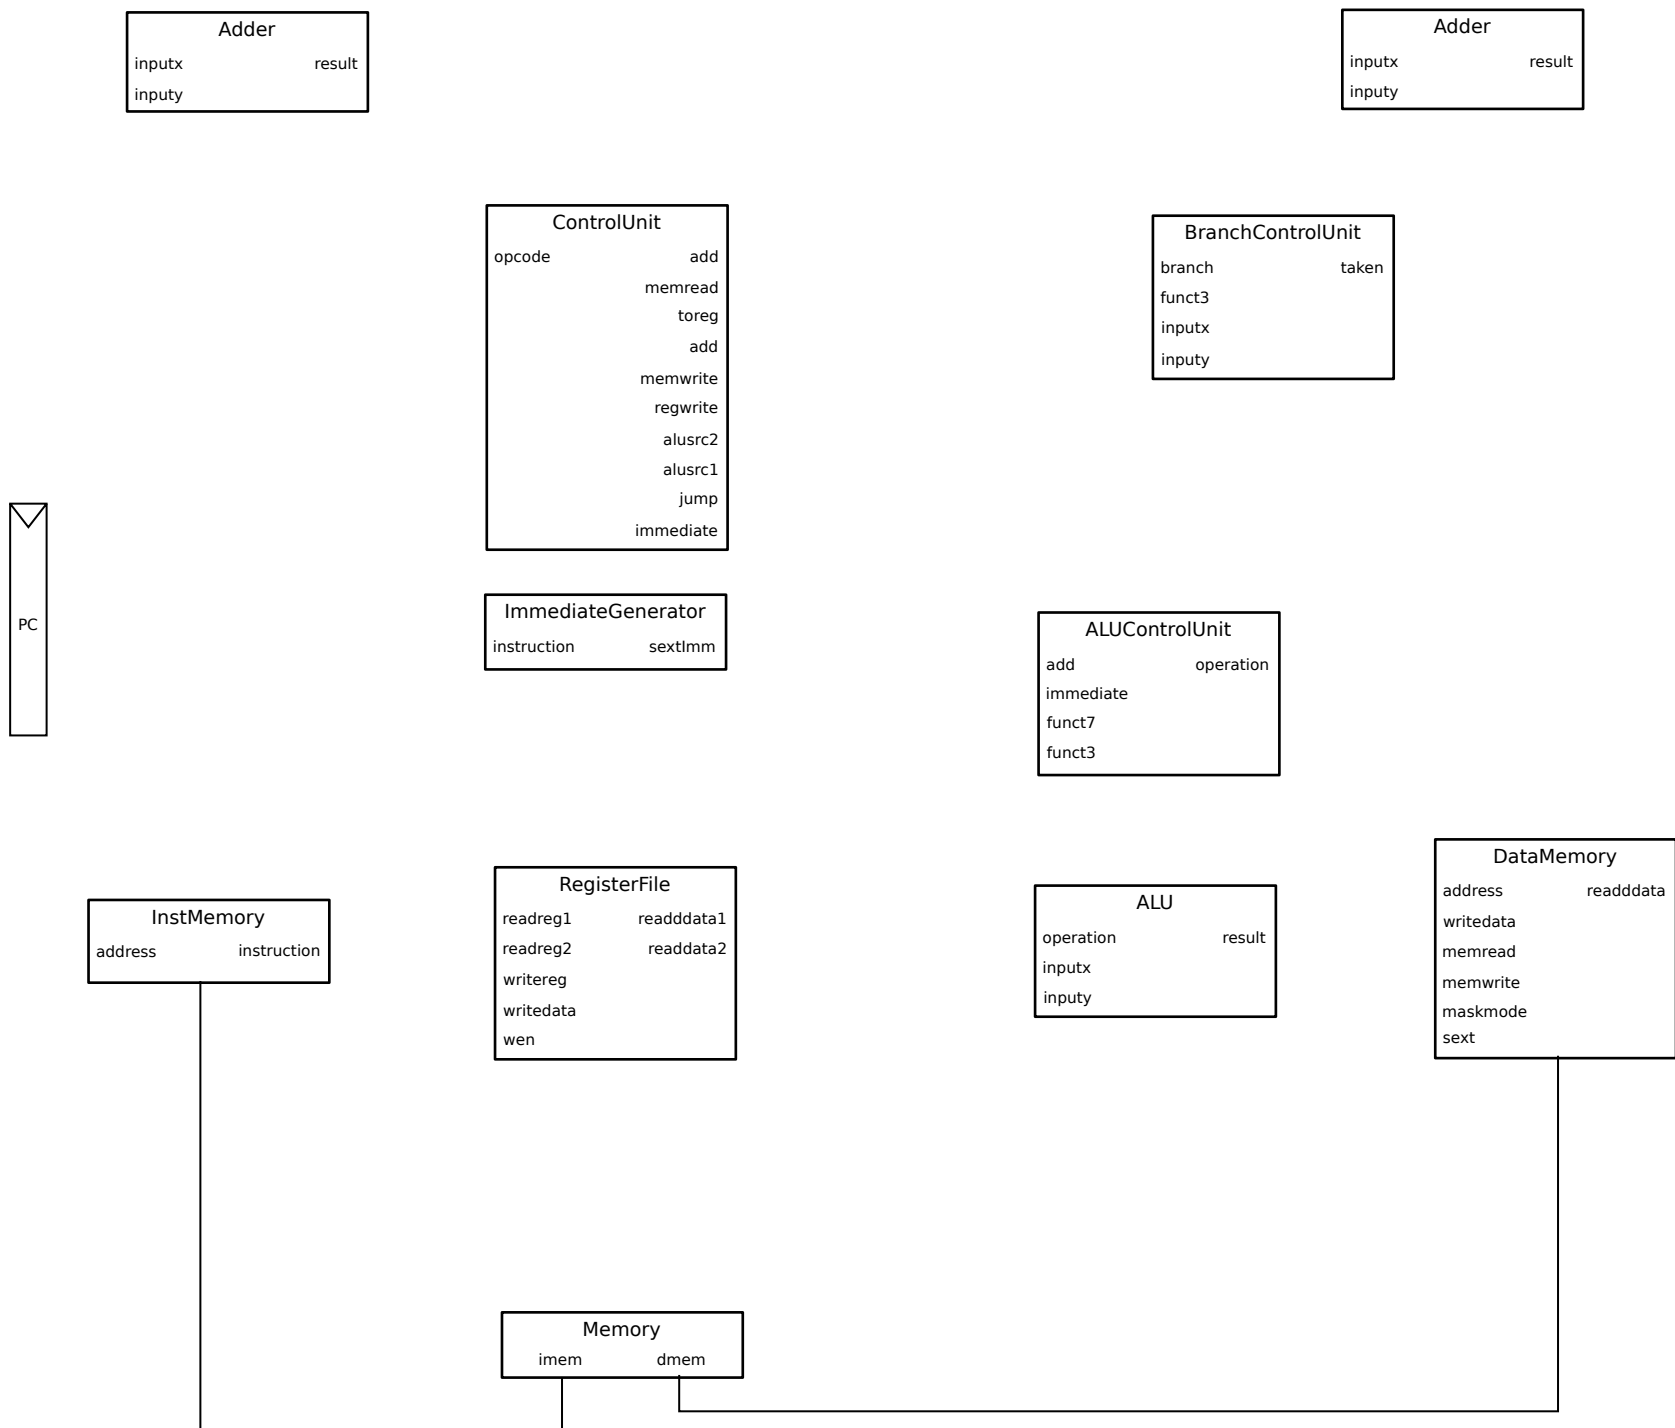 Adder
inputx result
inputy
Adder
inputx result
inputy
ControlUnit
opcode add
memread
toreg
add
memwrite
regwrite
alusrc2
alusrc1
jump
immediate
BranchControlUnit
branch taken
funct3
inputx
inputy
PC
ImmediateGenerator
instruction sextImm
ALUControlUnit
add operation
immediate
funct7
funct3
InstMemory
address instruction
RegisterFile
readreg1 readddata1
readreg2 readdata2
writereg
writedata
wen
ALU
operation result
inputx
inputy
DataMemory
address readddata
writedata
memread
memwrite
maskmode
sext
Memory
imem dmem